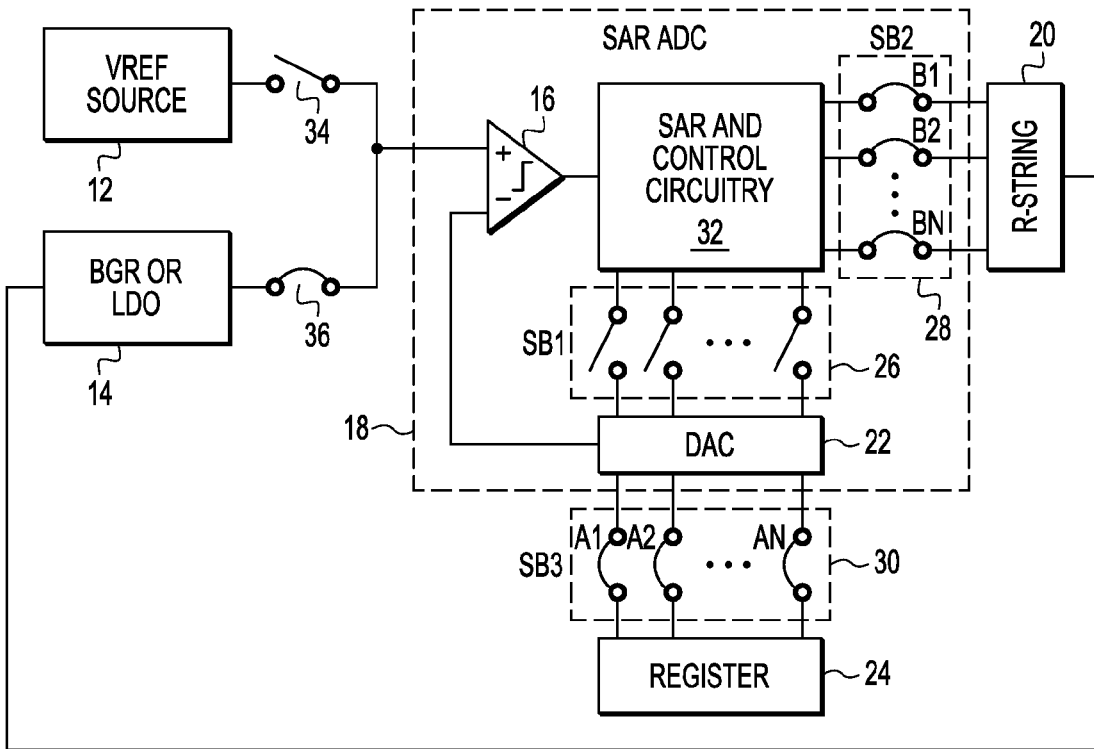 VREF
SOURCE
12
34
BGR OR
LDO
14
36
SAR ADC
16
+
−
SAR AND
CONTROL
CIRCUITRY
32
SB2
B1
B2
BN
28
20
R-STRING
SB1
26
18
DAC
22
SB3
A1 A2 AN
30
REGISTER
24